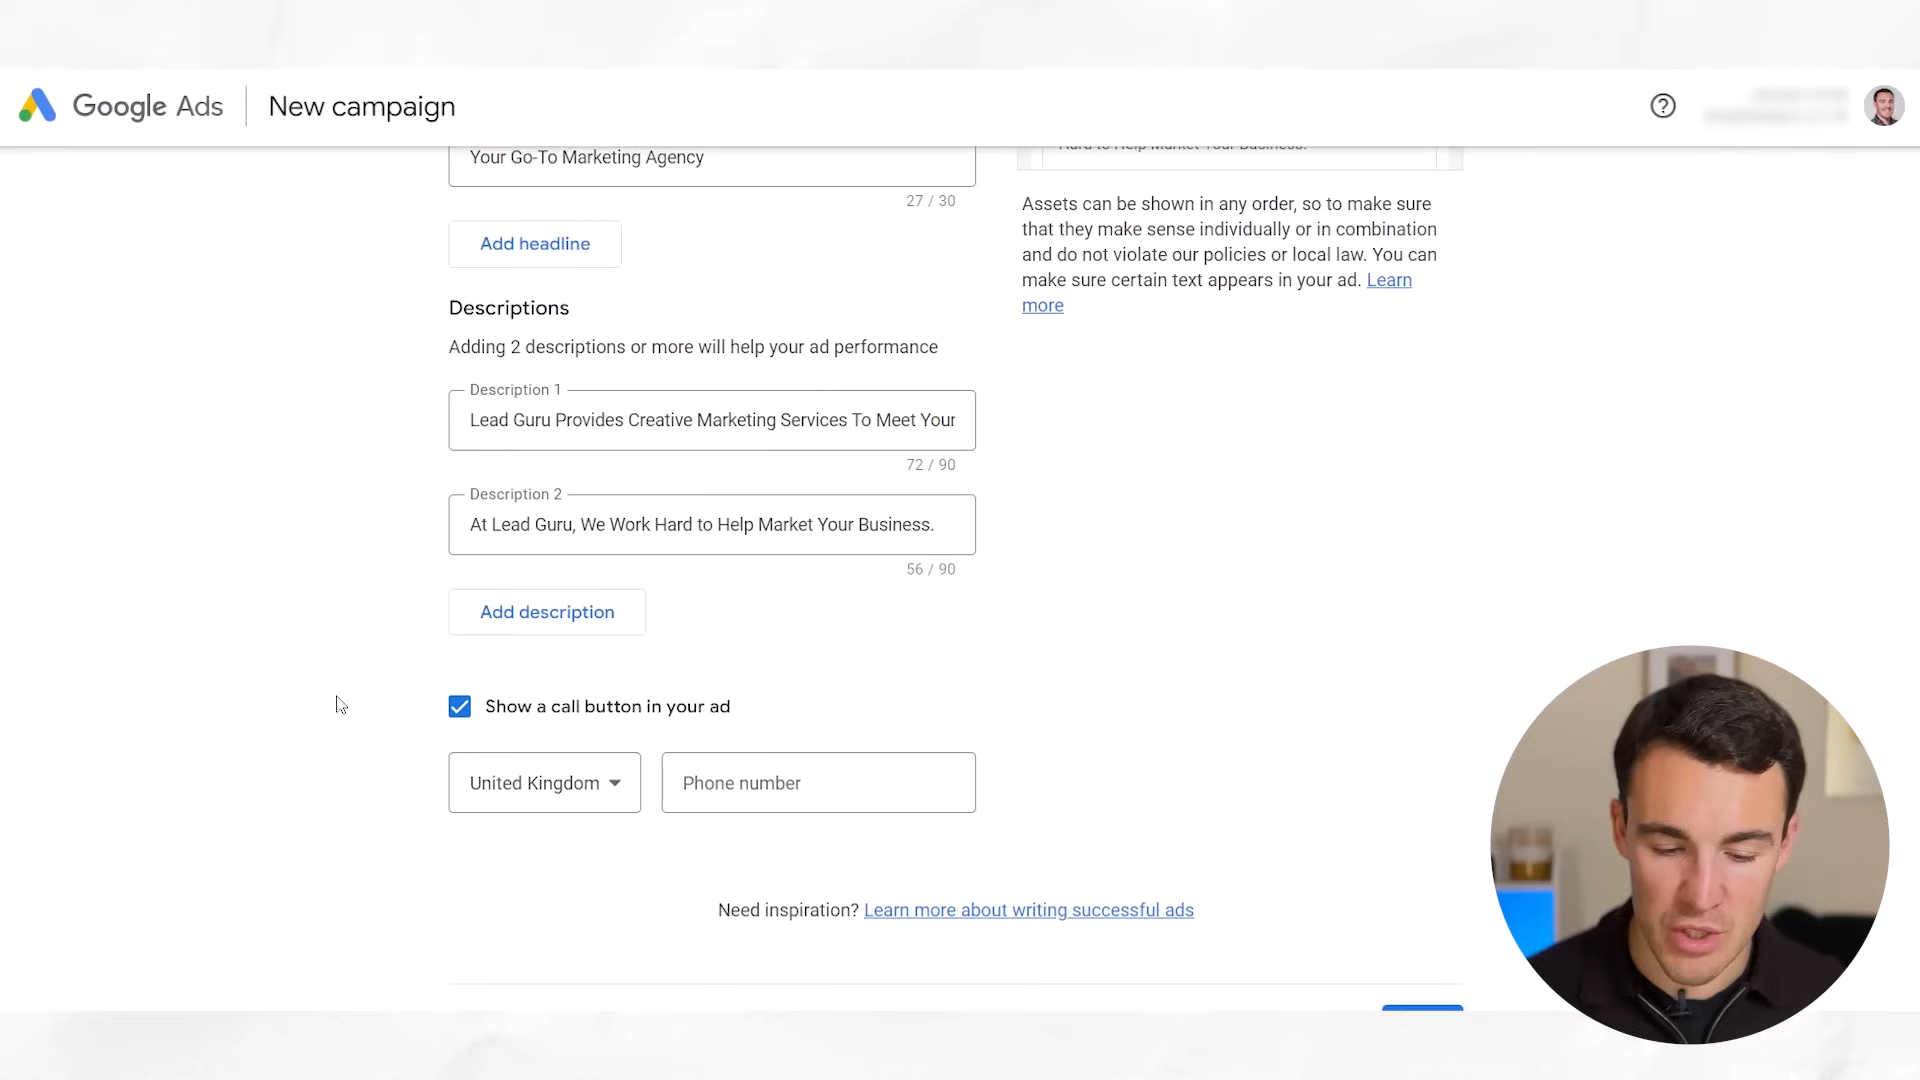 Google Ads
New campaign
Your Go-To Marketing Agency
27 / 30
Add headline
Descriptions
Adding 2 descriptions or more will help your ad performance
Description 1
Lead Guru Provides Creative Marketing Services To Meet Your
72 / 90
Description 2
At Lead Guru, We Work Hard to Help Market Your Business.
56 / 90
Add description
Show a call button in your ad
United Kingdom
Phone number
Need inspiration? Learn more about writing successful ads
Hard to Help Market Your Business.
Assets can be shown in any order, so to make sure
that they make sense individually or in combination
and do not violate our policies or local law. You can
make sure certain text appears in your ad. Learn
more